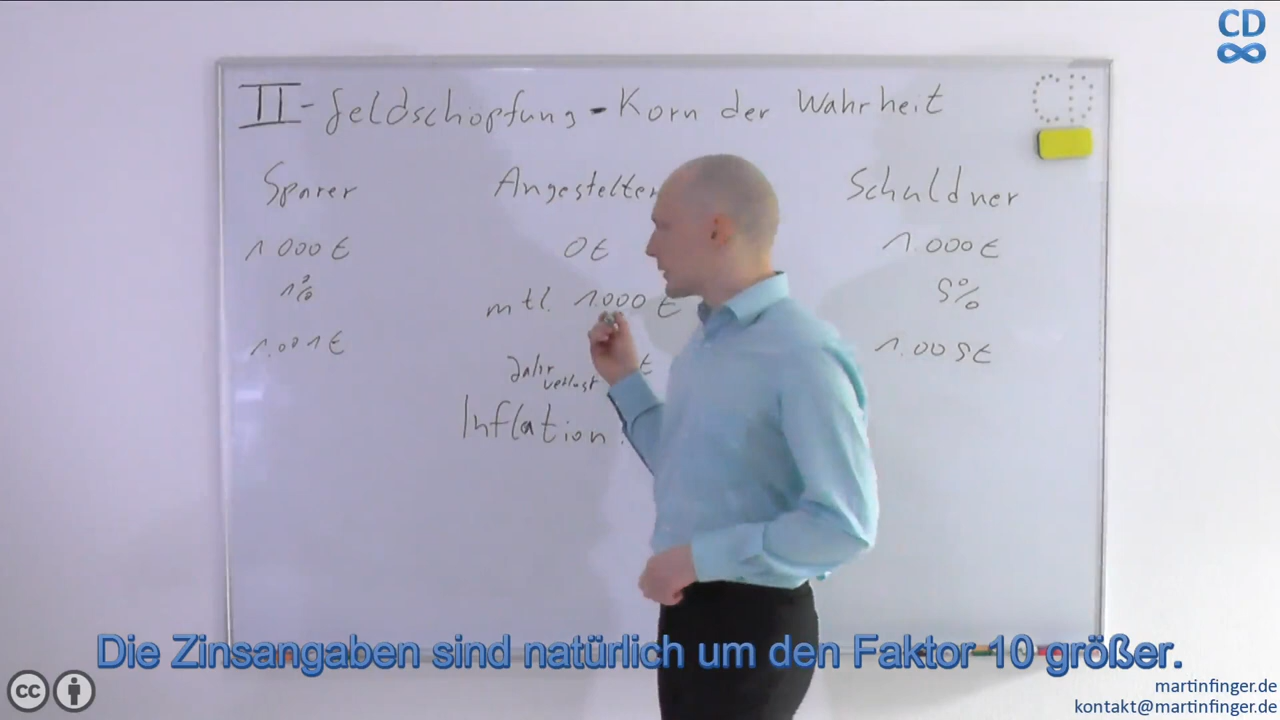 CD
II - Geldschöpfung - Korn der Wahrheit
Sparer Angestellter Schuldner
1.000 € 0 € 1.000 €
1% mtl. 1.000 € 5%
1.001 € Jahr verlust € 1.005 €
Inflation
Die Zinsangaben sind natürlich um den Faktor 10 größer.
cc
martinfinger.de
kontakt@martinfinger.de